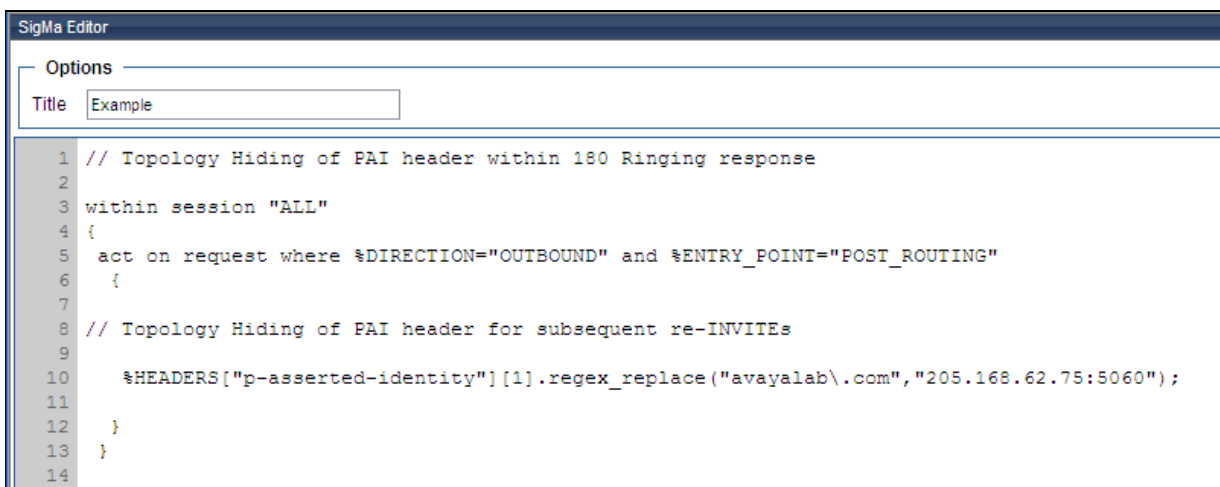 SigMa Editor
Options
Title Example
1 // Topology Hiding of PAI header within 180 Ringing response
2
3 within session "ALL"
4 {
5 act on request where %DIRECTION="OUTBOUND" and %ENTRY_POINT="POST_ROUTING"
6 {
7
8 // Topology Hiding of PAI header for subsequent re-INVITEs
9
10 %HEADERS["p-asserted-identity"][1].regex_replace("avayalab\.com","205.168.62.75:5060");
11
12 }
13 }
14